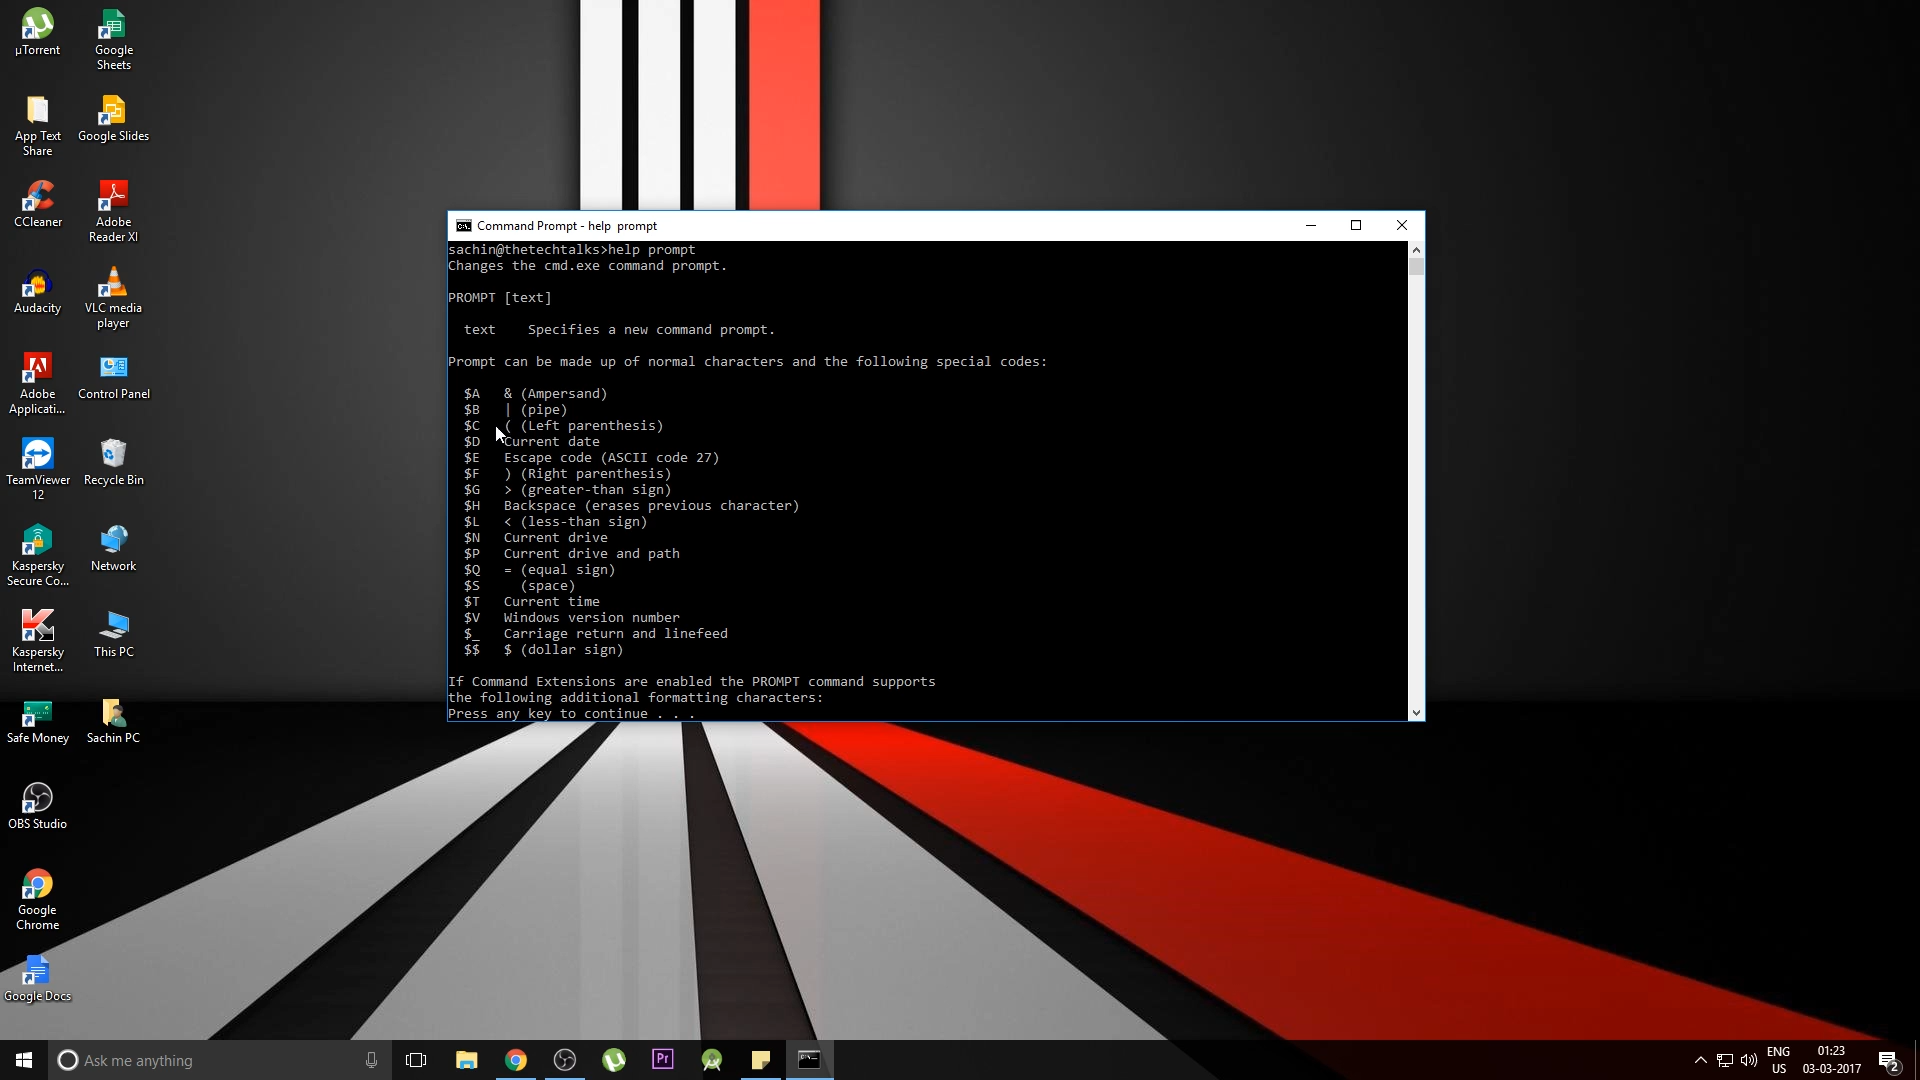 µTorrent
Google
Sheets
App Text
Share
Google Slides
CCleaner
Adobe
Reader XI
Audacity
VLC media
player
Adobe
Applicati...
Control Panel
TeamViewer
12
Recycle Bin
Kaspersky
Secure Co...
Network
Kaspersky
Internet...
This PC
Safe Money
Sachin PC
OBS Studio
Google
Chrome
Google Docs
Command Prompt - help  prompt
sachin@thetechtalks>help prompt
Changes the cmd.exe command prompt.
PROMPT [text]
  text    Specifies a new command prompt.
Prompt can be made up of normal characters and the following special codes:
  $A   & (Ampersand)
  $B   | (pipe)
  $C   ( (Left parenthesis)
  $D   Current date
  $E   Escape code (ASCII code 27)
  $F   ) (Right parenthesis)
  $G   > (greater-than sign)
  $H   Backspace (erases previous character)
  $L   < (less-than sign)
  $N   Current drive
  $P   Current drive and path
  $Q   = (equal sign)
  $S     (space)
  $T   Current time
  $V   Windows version number
  $_   Carriage return and linefeed
  $$   $ (dollar sign)
If Command Extensions are enabled the PROMPT command supports
the following additional formatting characters:
Press any key to continue . . .
Ask me anything
Pr
ENG
US
01:23
03-03-2017
2